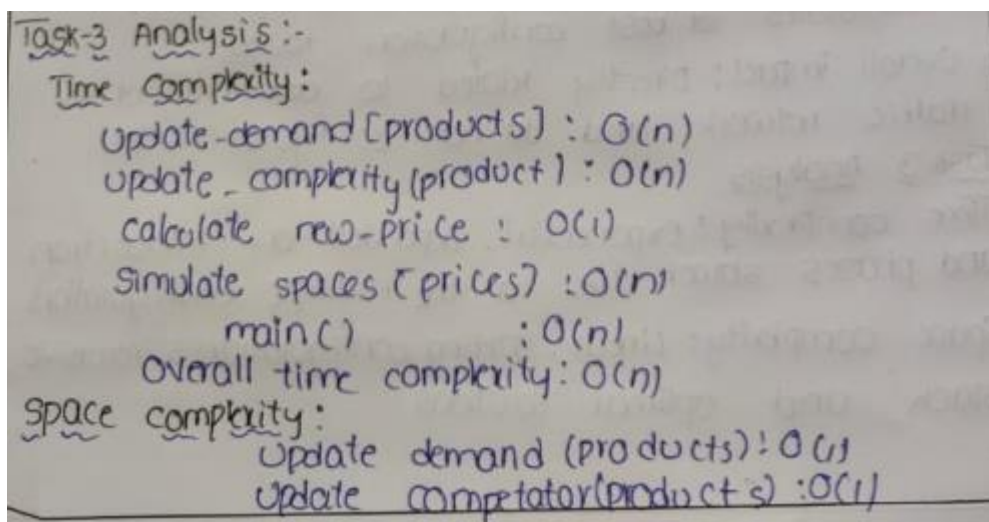 Task-3 Analysis:-
Time Complexity:
update-demand [products] : O(n)
update_complexity (product) : O(n)
calculate new-price : O(1)
Simulate spaces [prices) : O(n)
main() : O(n)
Overall time complexity: O(n)
Space complexity:
Update demand (products): O(1)
Update competator(product s) :O(1)